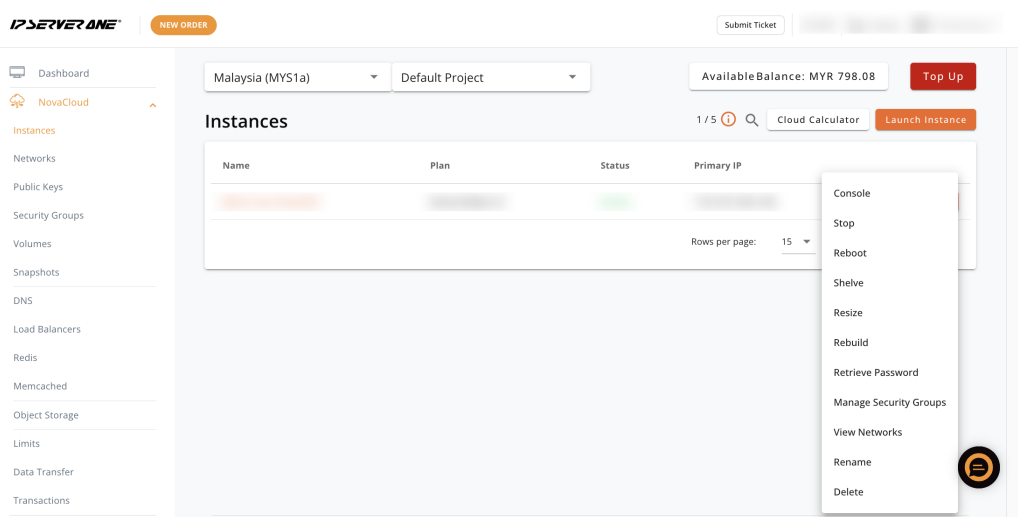 IP SERVER ONE
NEW ORDER
Submit Ticket
Dashboard
NovaCloud
Instances
Networks
Public Keys
Security Groups
Volumes
Snapshots
DNS
Load Balancers
Redis
Memcached
Object Storage
Limits
Data Transfer
Transactions
Malaysia (MYS1a)
Default Project
Available Balance: MYR 798.08
Top Up
Instances
1 / 5
Cloud Calculator
Launch Instance
Name Plan Status Primary IP
Rows per page: 15
Console
Stop
Reboot
Shelve
Resize
Rebuild
Retrieve Password
Manage Security Groups
View Networks
Rename
Delete